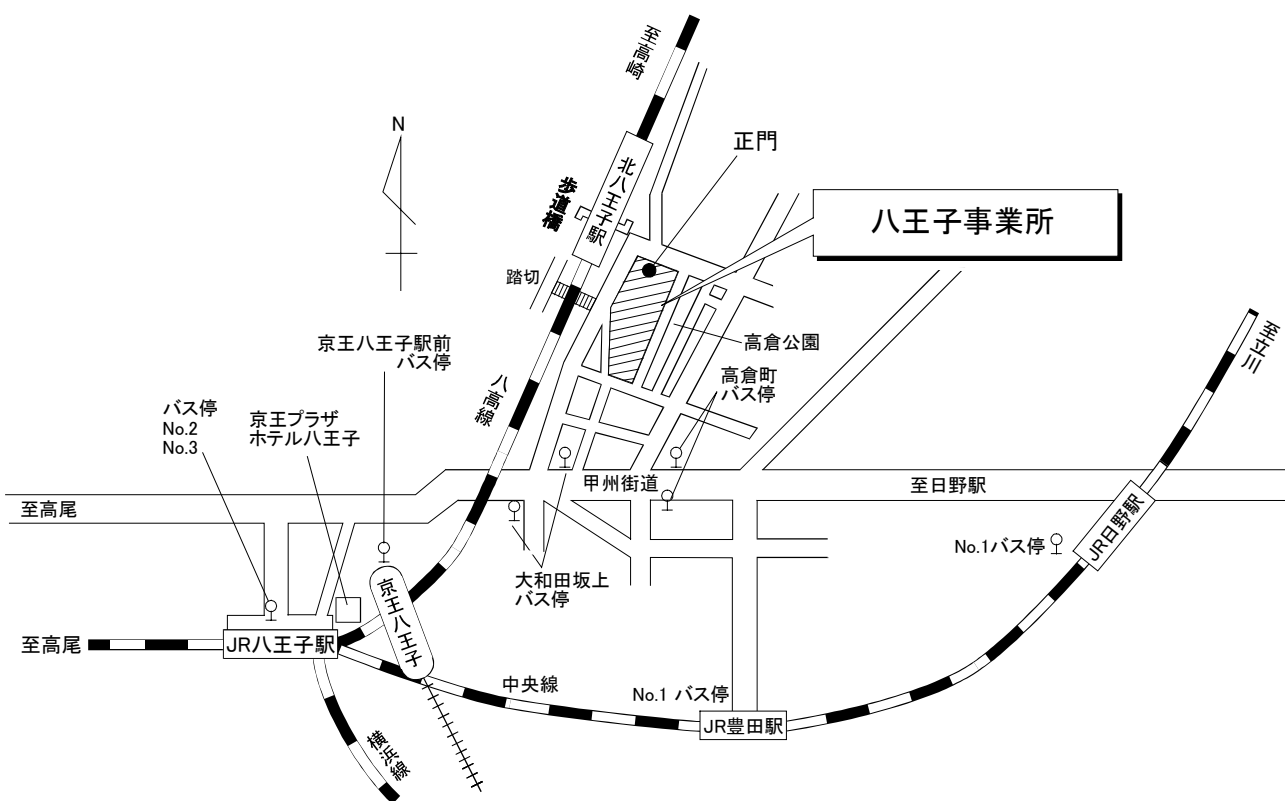 至高崎
N
正門
北八王子駅
歩道橋
八王子事業所
踏切
高倉公園
至立川
京王八王子駅前
バス停
高倉町
バス停
八高線
バス停
No.2
No.3
京王プラザ
ホテル八王子
甲州街道
至日野駅
至高尾
JR日野駅
No.1バス停
大和田坂上
バス停
京王八王子
至高尾
JR八王子駅
中央線
No.1 バス停
JR豊田駅
横浜線